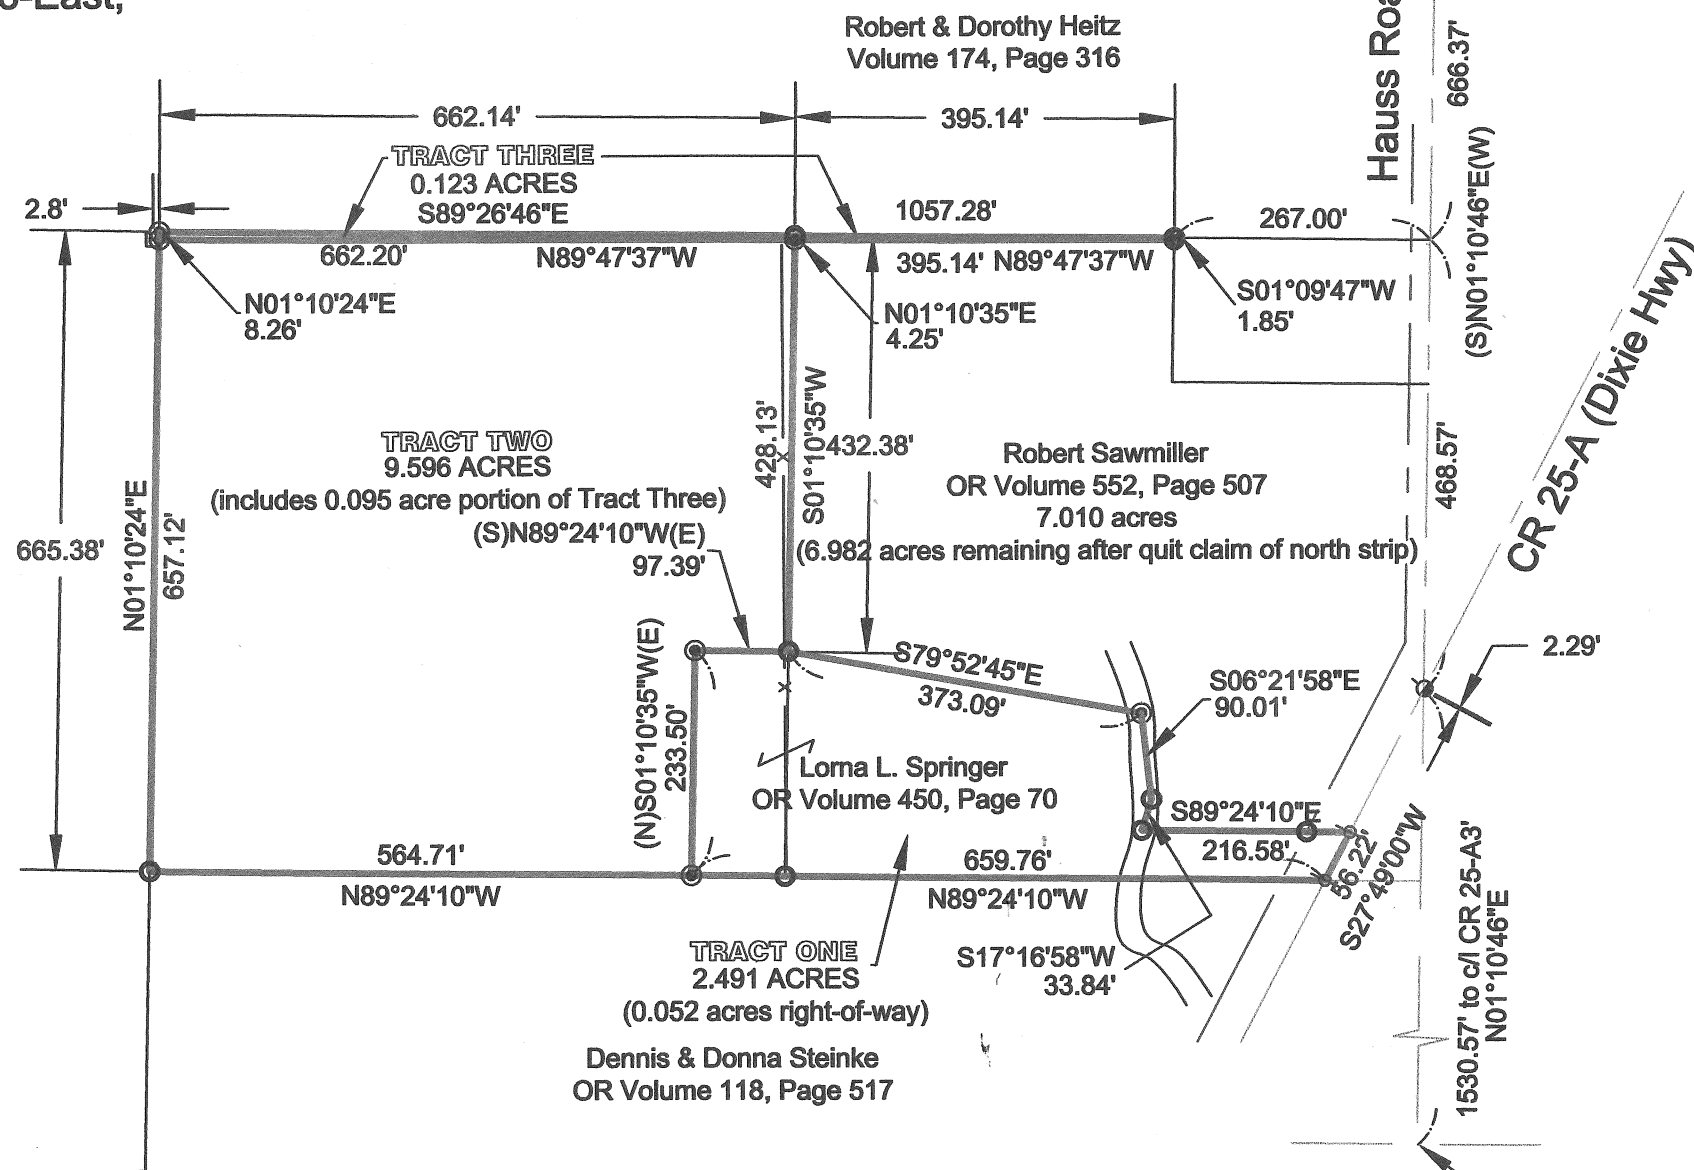 6-East,
Robert & Dorothy Heitz
Volume 174, Page 316
Hauss Roa
666.37'
662.14'
395.14'
TRACT THREE
0.123 ACRES
S89°26'46"E
2.8'
1057.28'
267.00'
(S)N01°10'46"E(W)
662.20'
N89°47'37"W
395.14' N89°47'37"W
N01°10'24"E
8.26'
N01°10'35"E
4.25'
S01°09'47"W
1.85'
CR 25-A (Dixie Hwy)
428.13'
S01°10'35"W
432.38'
468.57'
TRACT TWO
9.596 ACRES
(includes 0.095 acre portion of Tract Three)
(S)N89°24'10"W(E)
97.39'
Robert Sawmiller
OR Volume 552, Page 507
7.010 acres
(6.982 acres remaining after quit claim of north strip)
665.38'
N01°10'24"E
657.12'
(N)S01°10'35"W(E)
233.50'
S79°52'45"E
373.09'
S06°21'58"E
90.01'
2.29'
Lorna L. Springer
OR Volume 450, Page 70
S89°24'10"E
216.58'
56.22'
S27°49'00"W
564.71'
N89°24'10"W
659.76'
N89°24'10"W
1530.57' to c/l CR 25-A3'
N01°10'46"E
TRACT ONE
2.491 ACRES
(0.052 acres right-of-way)
S17°16'58"W
33.84'
Dennis & Donna Steinke
OR Volume 118, Page 517